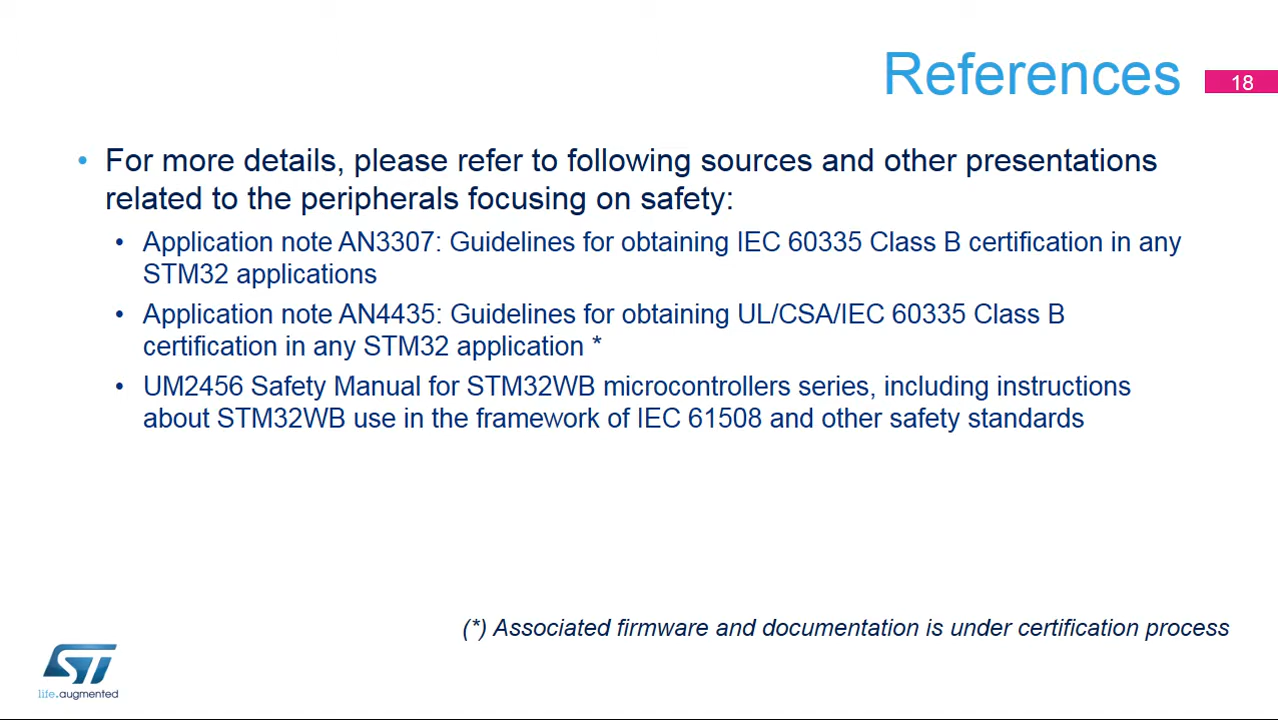 References
18
• For more details, please refer to following sources and other presentations
related to the peripherals focusing on safety:
• Application note AN3307: Guidelines for obtaining IEC 60335 Class B certification in any
STM32 applications
• Application note AN4435: Guidelines for obtaining UL/CSA/IEC 60335 Class B
certification in any STM32 application *
• UM2456 Safety Manual for STM32WB microcontrollers series, including instructions
about STM32WB use in the framework of IEC 61508 and other safety standards
(*) Associated firmware and documentation is under certification process
ST
life.augmented